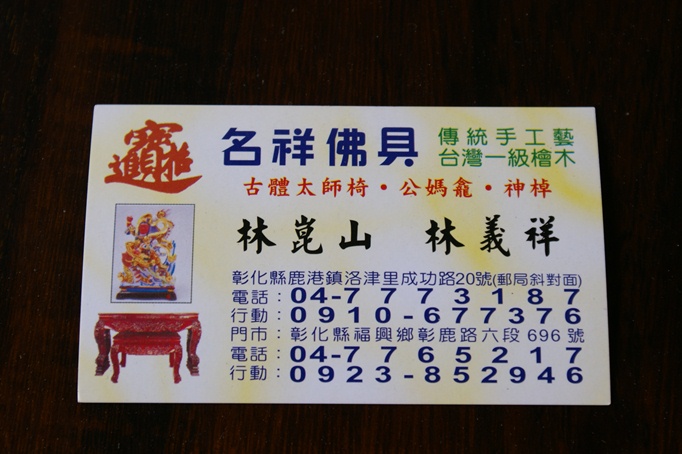 招財進寶
名祥佛具
傳統手工藝
台灣一級檜木
古體太師椅・公媽龕・神棹
林崑山 林義祥
彰化縣鹿港鎮洛津里成功路20號(郵局斜對面)
電話：04-7773187
行動：0910-677376
門市：彰化縣福興鄉彰鹿路六段696號
電話：04-7765217
行動：0923-852946